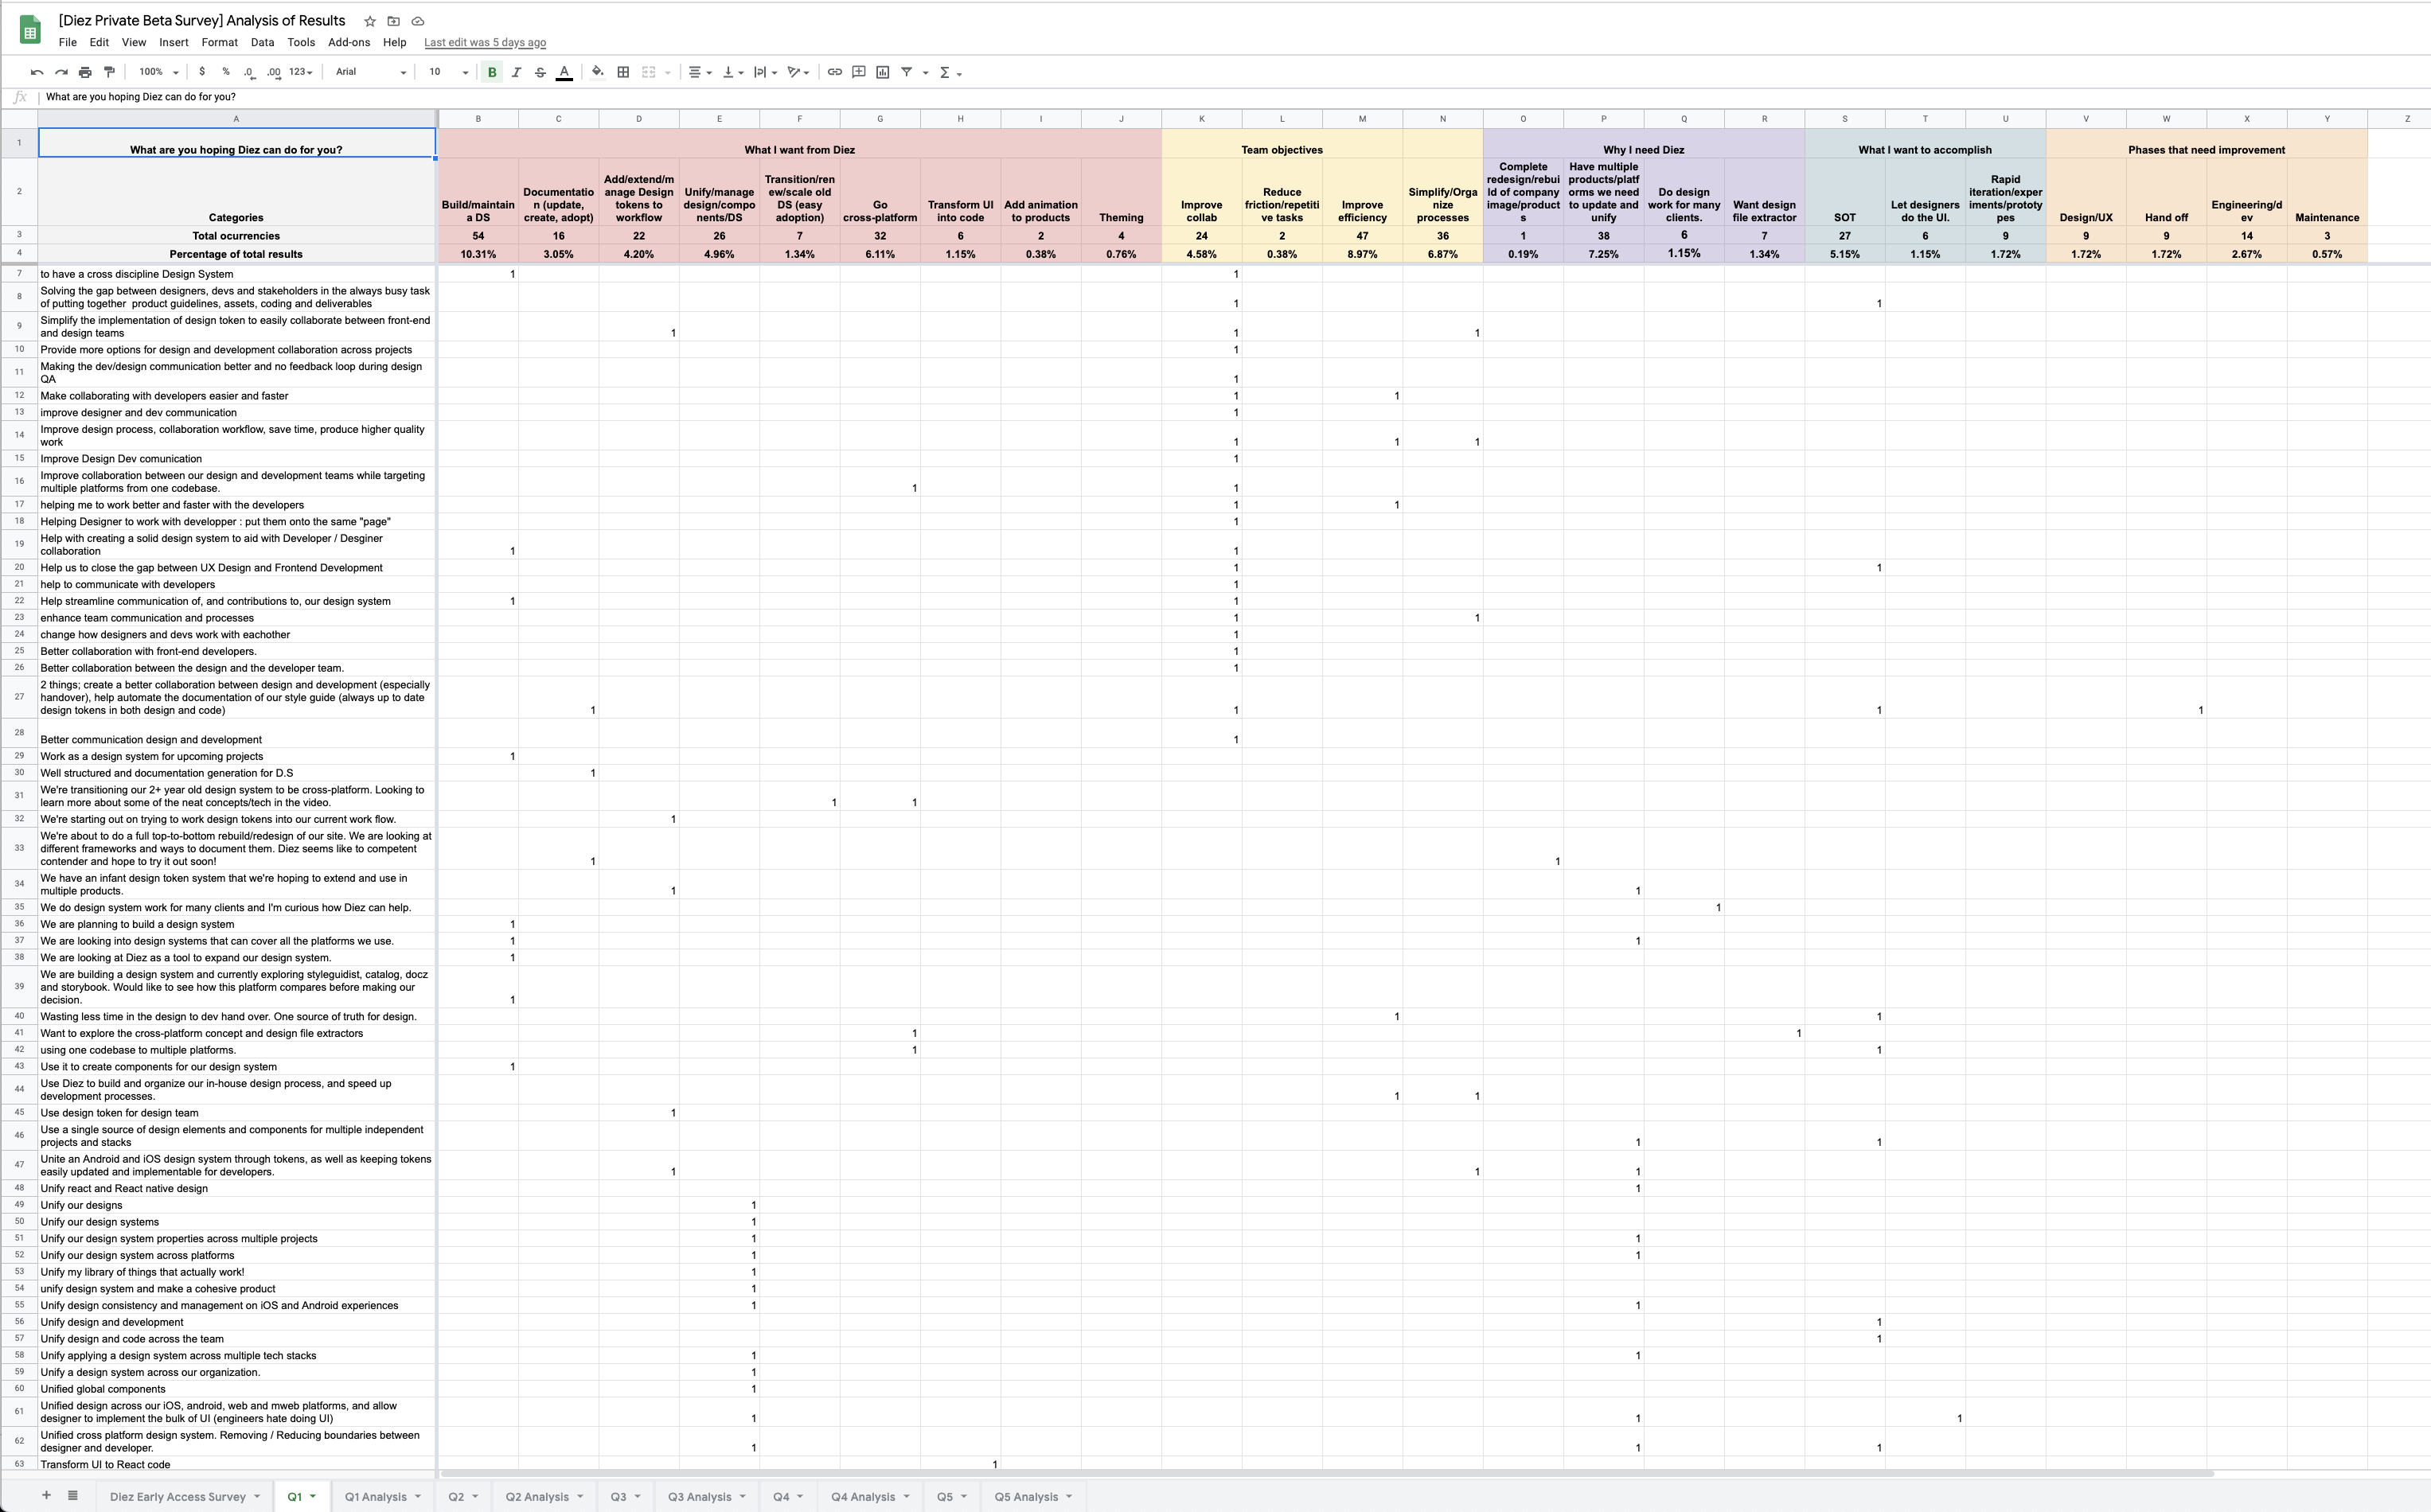 [Diez Private Beta Survey] Analysis of Results
File Edit View Insert Format Data Tools Add-ons Help Last edit was 5 days ago
100% $ % .0 .00 123 Arial 10 B I S A
fx What are you hoping Diez can do for you?
A B C D E F G H I J K L M N O P Q R S T U V W X Y Z
1 What are you hoping Diez can do for you? What I want from Diez Team objectives Why I need Diez What I want to accomplish Phases that need improvement
2 Categories
Build/maintain
a DS
Documentatio
n (update,
create, adopt)
Add/extend/m
anage Design
tokens to
workflow
Unify/manage
design/compo
nents/DS
Transition/ren
ew/scale old
DS (easy
adoption)
Go
cross-platform
Transform UI
into code
Add animation
to products
Theming
Improve
collab
Reduce
friction/repetiti
ve tasks
Improve
efficiency
Simplify/Orga
nize
processes
Complete
redesign/rebui
ld of company
image/product
s
Have multiple
products/platf
orms we need
to update and
unify
Do design
work for many
clients.
Want design
file extractor
SOT
Let designers
do the UI.
Rapid
iteration/exper
iments/prototy
pes
Design/UX
Hand off
Engineering/d
ev
Maintenance
3 Total ocurrencies 54 16 22 26 7 32 6 2 4 24 2 47 36 1 38 6 7 27 6 9 9 9 14 3
4 Percentage of total results 10.31% 3.05% 4.20% 4.96% 1.34% 6.11% 1.15% 0.38% 0.76% 4.58% 0.38% 8.97% 6.87% 0.19% 7.25% 1.15% 1.34% 5.15% 1.15% 1.72% 1.72% 1.72% 2.67% 0.57%
7 to have a cross discipline Design System 1 1
8 Solving the gap between designers, devs and stakeholders in the always busy task
of putting together product guidelines, assets, coding and deliverables 1 1
9 Simplify the implementation of design token to easily collaborate between front-end
and design teams 1 1 1
10 Provide more options for design and development collaboration across projects 1
11 Making the dev/design communication better and no feedback loop during design
QA 1
12 Make collaborating with developers easier and faster 1 1
13 improve designer and dev communication 1
14 Improve design process, collaboration workflow, save time, produce higher quality
work 1 1 1
15 Improve Design Dev comunication 1
16 Improve collaboration between our design and development teams while targeting
multiple platforms from one codebase. 1 1
17 helping me to work better and faster with the developers 1 1
18 Helping Designer to work with developper : put them onto the same "page" 1
19 Help with creating a solid design system to aid with Developer / Desginer
collaboration 1 1
20 Help us to close the gap between UX Design and Frontend Development 1 1
21 help to communicate with developers 1
22 Help streamline communication of, and contributions to, our design system 1 1
23 enhance team communication and processes 1 1
24 change how designers and devs work with eachother 1
25 Better collaboration with front-end developers. 1
26 Better collaboration between the design and the developer team. 1
27 2 things; create a better collaboration between design and development (especially
handover), help automate the documentation of our style guide (always up to date
design tokens in both design and code) 1 1 1 1
28 Better communication design and development 1
29 Work as a design system for upcoming projects 1
30 Well structured and documentation generation for D.S 1
31 We're transitioning our 2+ year old design system to be cross-platform. Looking to
learn more about some of the neat concepts/tech in the video. 1 1
32 We're starting out on trying to work design tokens into our current work flow. 1
33 We're about to do a full top-to-bottom rebuild/redesign of our site. We are looking at
different frameworks and ways to document them. Diez seems like to competent
contender and hope to try it out soon! 1 1
34 We have an infant design token system that we're hoping to extend and use in
multiple products. 1 1
35 We do design system work for many clients and I'm curious how Diez can help. 1
36 We are planning to build a design system 1
37 We are looking into design systems that can cover all the platforms we use. 1 1
38 We are looking at Diez as a tool to expand our design system. 1
39 We are building a design system and currently exploring styleguidist, catalog, docz
and storybook. Would like to see how this platform compares before making our
decision. 1
40 Wasting less time in the design to dev hand over. One source of truth for design. 1 1
41 Want to explore the cross-platform concept and design file extractors 1 1
42 using one codebase to multiple platforms. 1 1
43 Use it to create components for our design system 1
44 Use Diez to build and organize our in-house design process, and speed up
development processes. 1 1
45 Use design token for design team 1
46 Use a single source of design elements and components for multiple independent
projects and stacks 1 1
47 Unite an Android and iOS design system through tokens, as well as keeping tokens
easily updated and implementable for developers. 1 1 1
48 Unify react and React native design 1
49 Unify our designs 1
50 Unify our design systems 1
51 Unify our design system properties across multiple projects 1 1
52 Unify our design system across platforms 1 1
53 Unify my library of things that actually work! 1
54 unify design system and make a cohesive product 1
55 Unify design consistency and management on iOS and Android experiences 1 1
56 Unify design and development 1
57 Unify design and code across the team 1
58 Unify applying a design system across multiple tech stacks 1 1
59 Unify a design system across our organization. 1
60 Unified global components 1
61 Unified design across our iOS, android, web and mweb platforms, and allow
designer to implement the bulk of UI (engineers hate doing UI) 1 1 1
62 Unified cross platform design system. Removing / Reducing boundaries between
designer and developer. 1 1 1
63 Transform UI to React code 1
Diez Early Access Survey Q1 Q1 Analysis Q2 Q2 Analysis Q3 Q3 Analysis Q4 Q4 Analysis Q5 Q5 Analysis